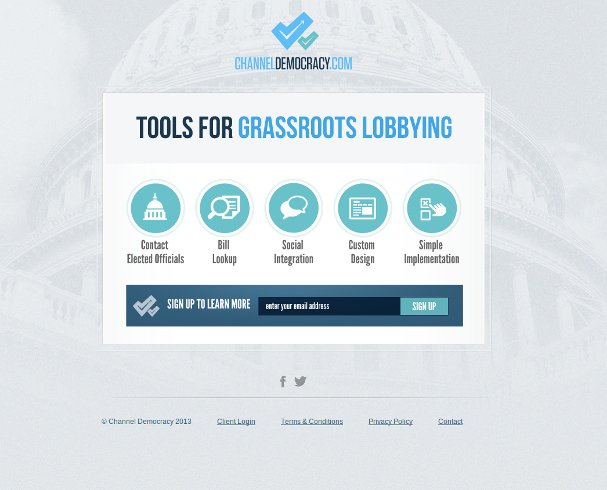 CHANNELDEMOCRACY.COM
TOOLS FOR GRASSROOTS LOBBYING
Contact
Elected Officials
Bill
Lookup
Social
Integration
Custom
Design
Simple
Implementation
SIGN UP TO LEARN MORE
enter your email address
SIGN UP
© Channel Democracy 2013
Client Login
Terms & Conditions
Privacy Policy
Contact